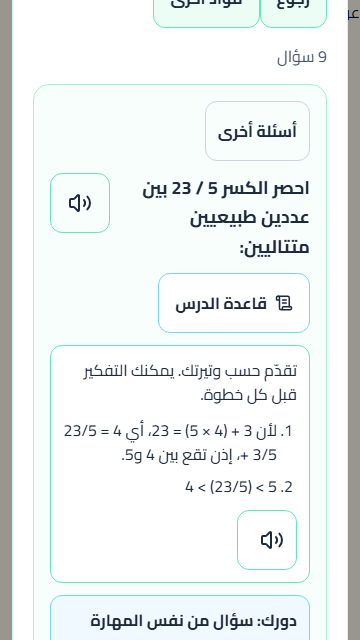 رجوع
مواد أخرى
9 سؤال
أسئلة أخرى
احصر الكسر 5 / 23 بين
عددين طبيعيين
متتاليين:
قاعدة الدرس
تقدّم حسب وتيرتك. يمكنك التفكير
قبل كل خطوة.
1. لأن 3 + (4 × 5) = 23، أي 4 = 23/5
+ 3/5، إذن تقع بين 4 و5.
2. 5 > (23/5) > 4
دورك: سؤال من نفس المهارة